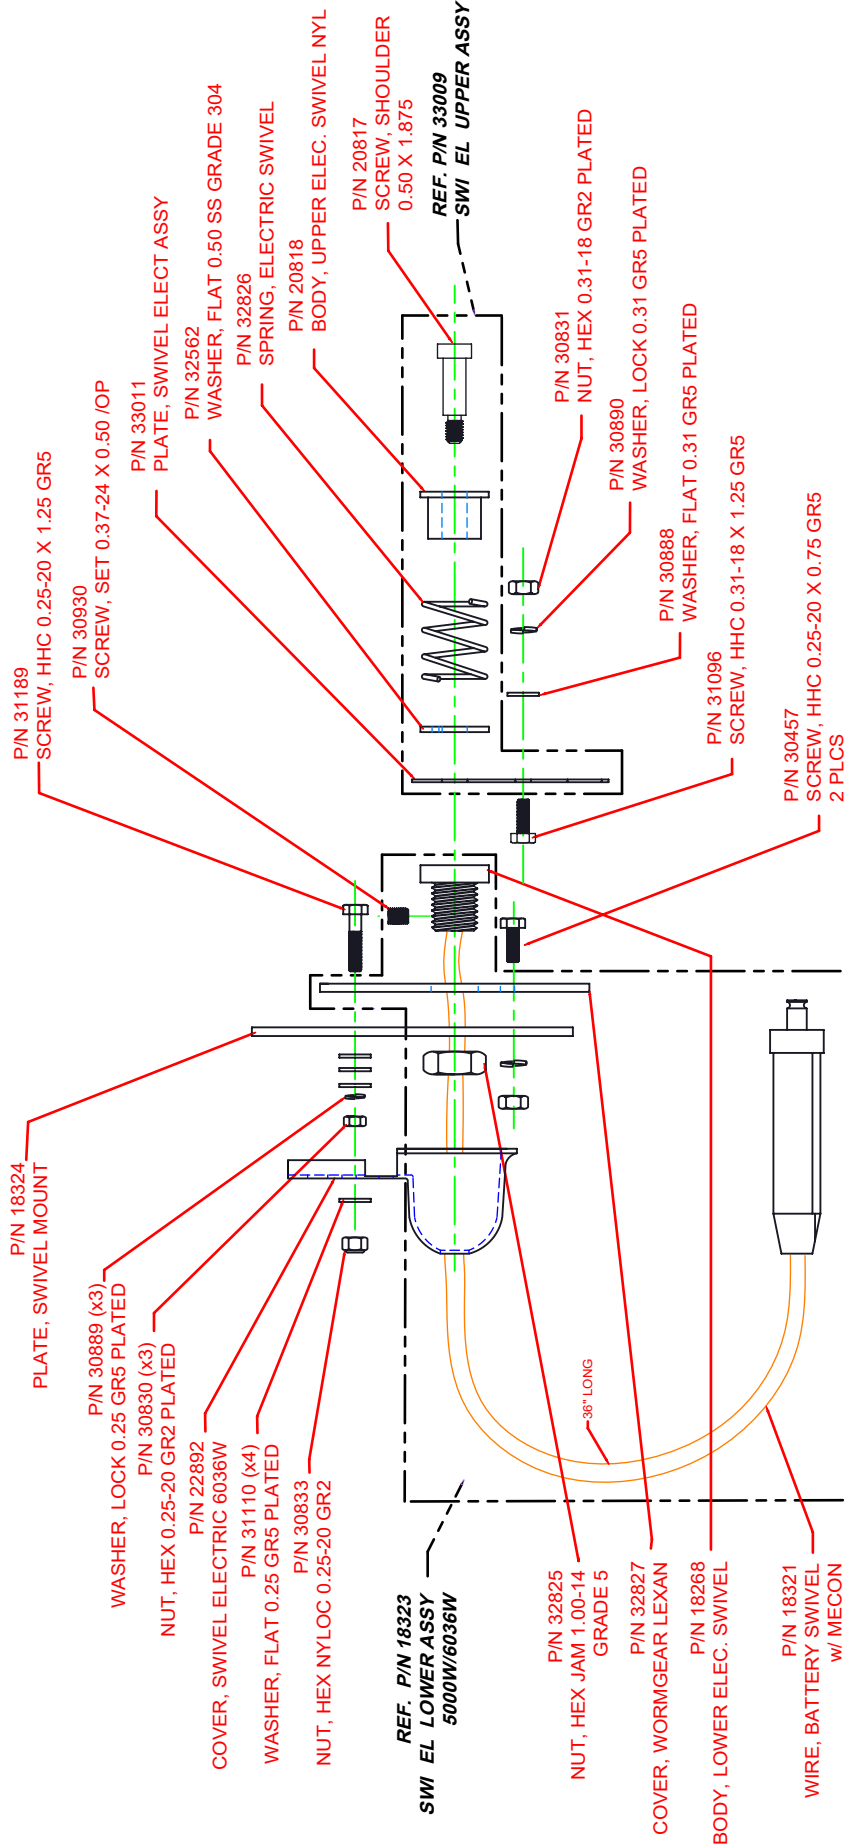 P/N 31189
SCREW, HHC 0.25-20 X 1.25 GR5
P/N 30930
SCREW, SET 0.37-24 X 0.50 /OP
P/N 33011
PLATE, SWIVEL ELECT ASSY
P/N 32562
WASHER, FLAT 0.50 SS GRADE 304
P/N 32826
SPRING, ELECTRIC SWIVEL
P/N 20818
BODY, UPPER ELEC. SWIVEL NYL
P/N 20817
SCREW, SHOULDER
0.50 X 1.875
REF. P/N 33009
SWI EL UPPER ASSY
P/N 30831
NUT, HEX 0.31-18 GR2 PLATED
P/N 30890
WASHER, LOCK 0.31 GR5 PLATED
P/N 30888
WASHER, FLAT 0.31 GR5 PLATED
P/N 31096
SCREW, HHC 0.31-18 X 1.25 GR5
P/N 30457
SCREW, HHC 0.25-20 X 0.75 GR5
2 PLCS
P/N 18324
PLATE, SWIVEL MOUNT
P/N 30889 (x3)
WASHER, LOCK 0.25 GR5 PLATED
P/N 30830 (x3)
NUT, HEX 0.25-20 GR2 PLATED
P/N 22892
COVER, SWIVEL ELECTRIC 6036W
P/N 31110 (x4)
WASHER, FLAT 0.25 GR5 PLATED
P/N 30833
NUT, HEX NYLOC 0.25-20 GR2
REF. P/N 18323
SWI EL LOWER ASSY
5000W/6036W
P/N 32825
NUT, HEX JAM 1.00-14
GRADE 5
36" LONG
P/N 32827
COVER, WORMGEAR LEXAN
P/N 18268
BODY, LOWER ELEC. SWIVEL
P/N 18321
WIRE, BATTERY SWIVEL
w/ MECON